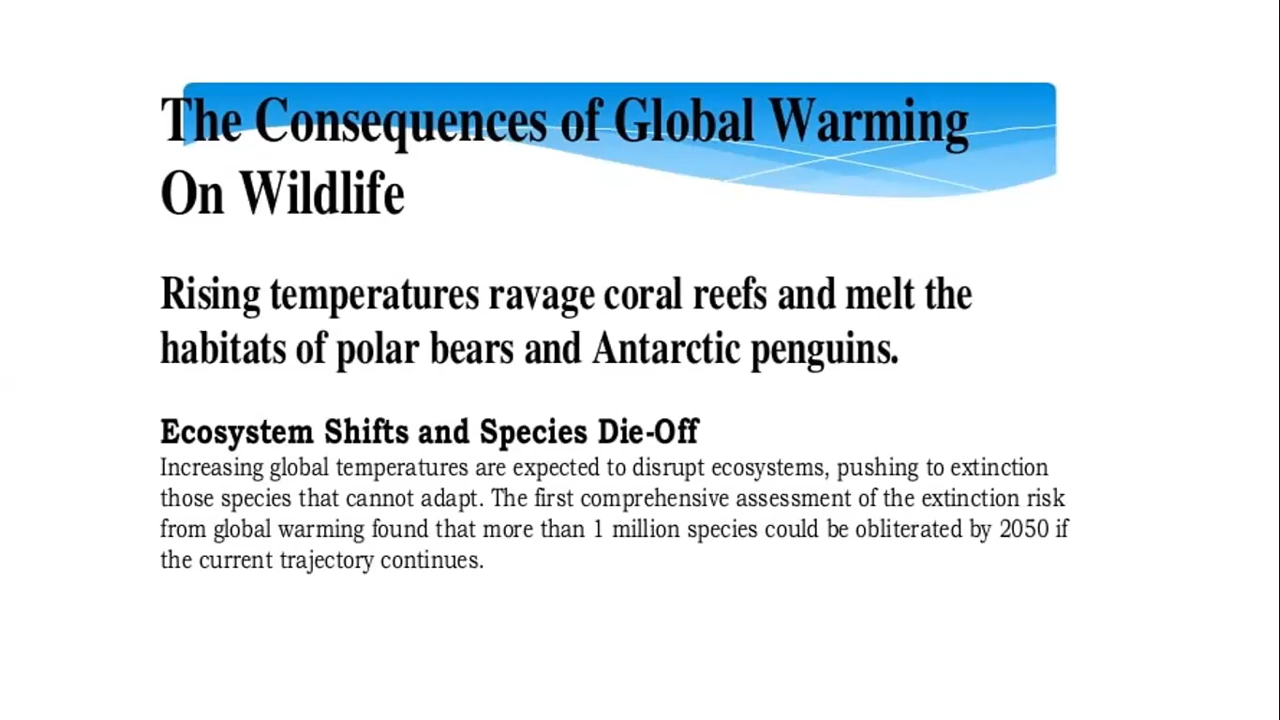 The Consequences of Global Warming
On Wildlife
Rising temperatures ravage coral reefs and melt the
habitats of polar bears and Antarctic penguins.
Ecosystem Shifts and Species Die-Off
Increasing global temperatures are expected to disrupt ecosystems, pushing to extinction
those species that cannot adapt. The first comprehensive assessment of the extinction risk
from global warming found that more than 1 million species could be obliterated by 2050 if
the current trajectory continues.